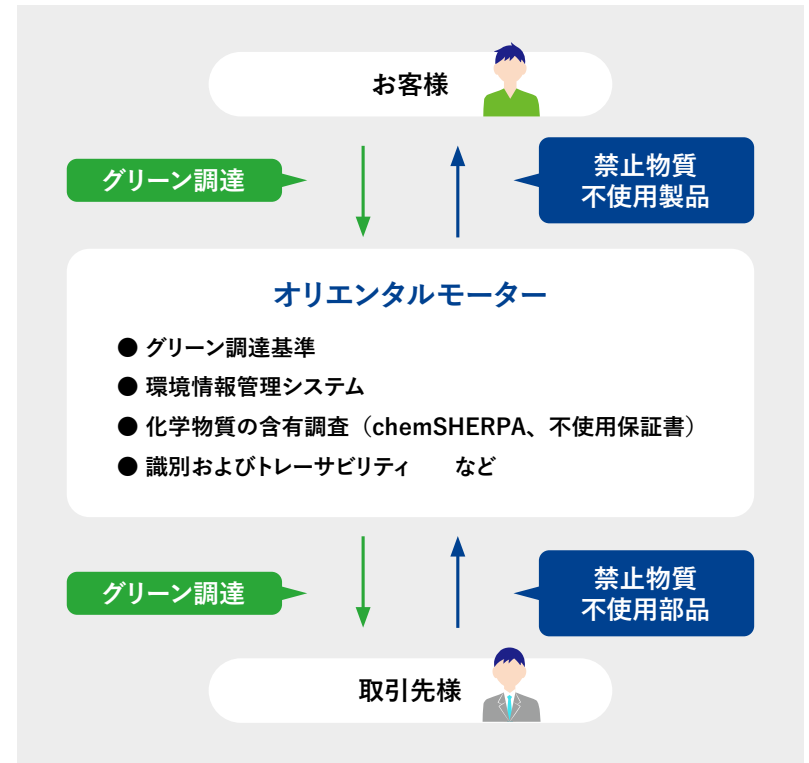 お客様
グリーン調達
禁止物質
不使用製品
オリエンタルモーター
● グリーン調達基準
● 環境情報管理システム
● 化学物質の含有調査（chemSHERPA、不使用保証書）
● 識別およびトレーサビリティ　　など
グリーン調達
禁止物質
不使用部品
取引先様